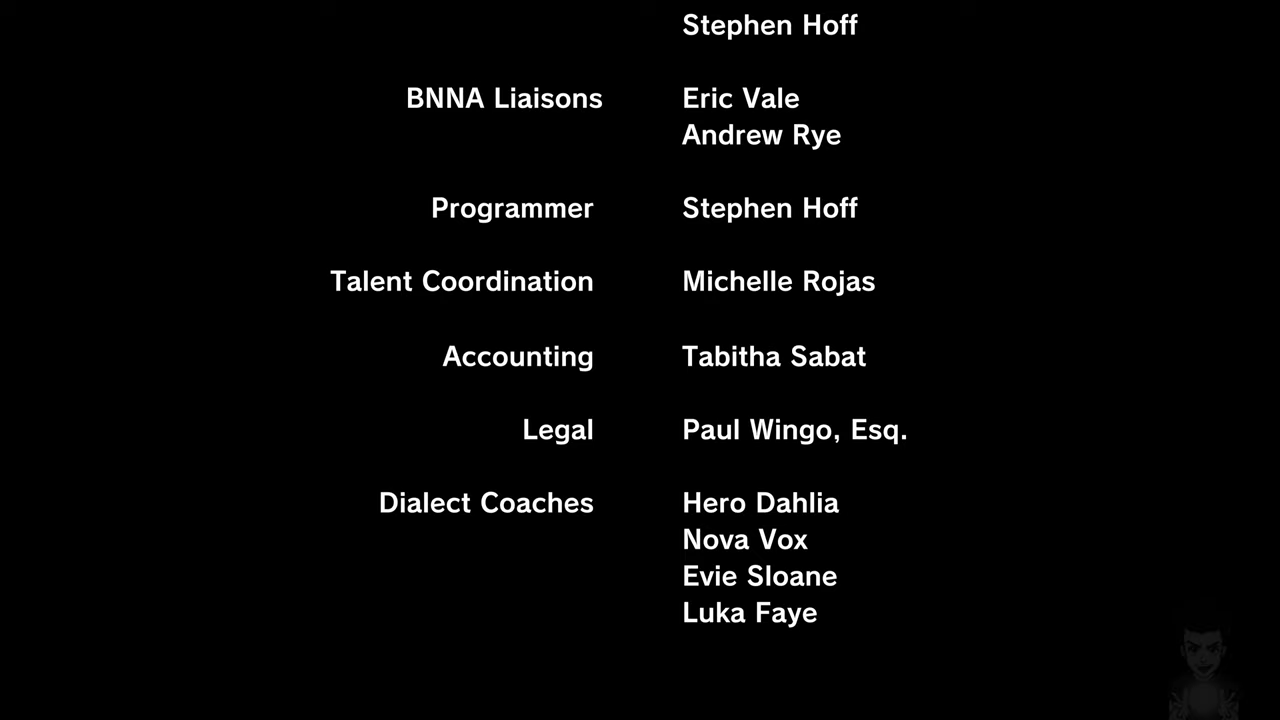 Stephen Hoff
BNNA Liaisons Eric Vale
Andrew Rye
Programmer Stephen Hoff
Talent Coordination Michelle Rojas
Accounting Tabitha Sabat
Legal Paul Wingo, Esq.
Dialect Coaches Hero Dahlia
Nova Vox
Evie Sloane
Luka Faye